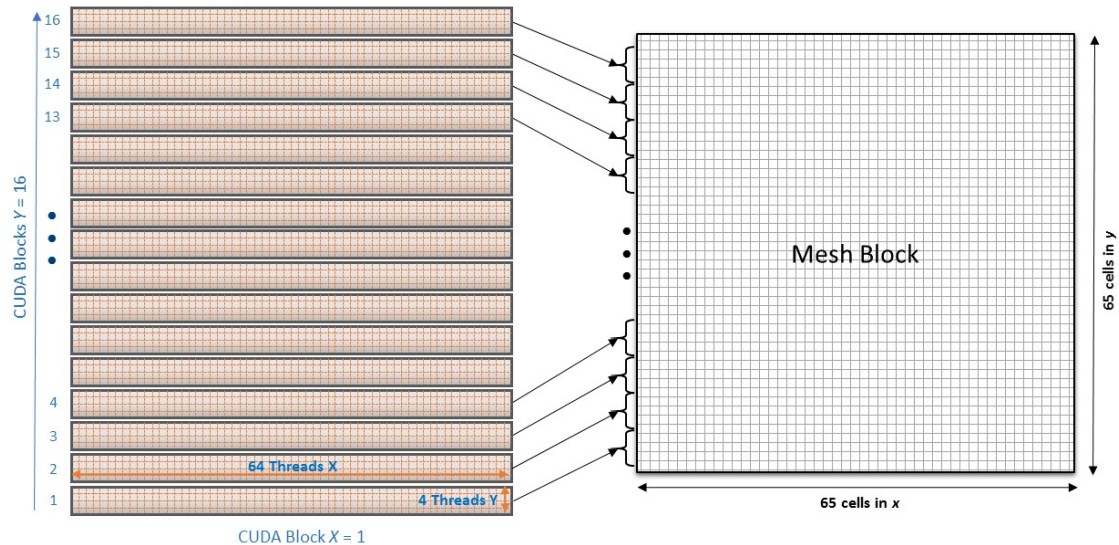 16
15
14
13
CUDA Blocks Y = 16
4
3
2
1
64 Threads X
4 Threads Y
CUDA Block X = 1
Mesh Block
65 cells in y
65 cells in x